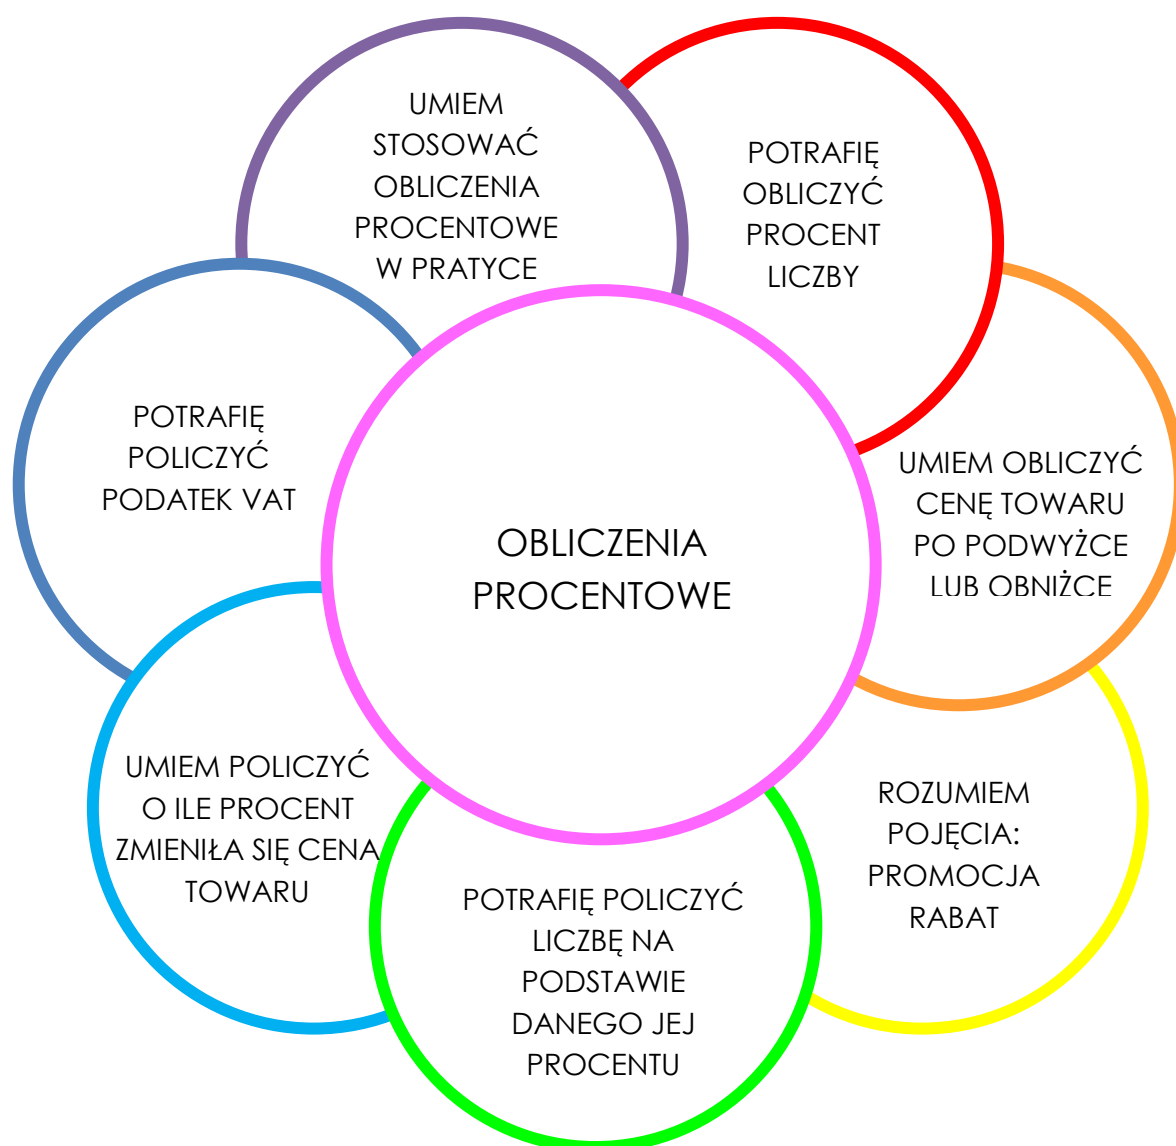 UMIEM
STOSOWAĆ
OBLICZENIA
PROCENTOWE
W PRATYCE
POTRAFIĘ
OBLICZYĆ
PROCENT
LICZBY
UMIEM OBLICZYĆ
CENĘ TOWARU
PO PODWYŻCE
LUB OBNIŻCE
ROZUMIEM
POJĘCIA:
PROMOCJA
RABAT
POTRAFIĘ POLICZYĆ
LICZBĘ NA
PODSTAWIE
DANEGO JEJ
PROCENTU
UMIEM POLICZYĆ
O ILE PROCENT
ZMIENIŁA SIĘ CENA
TOWARU
POTRAFIĘ
POLICZYĆ
PODATEK VAT
OBLICZENIA
PROCENTOWE